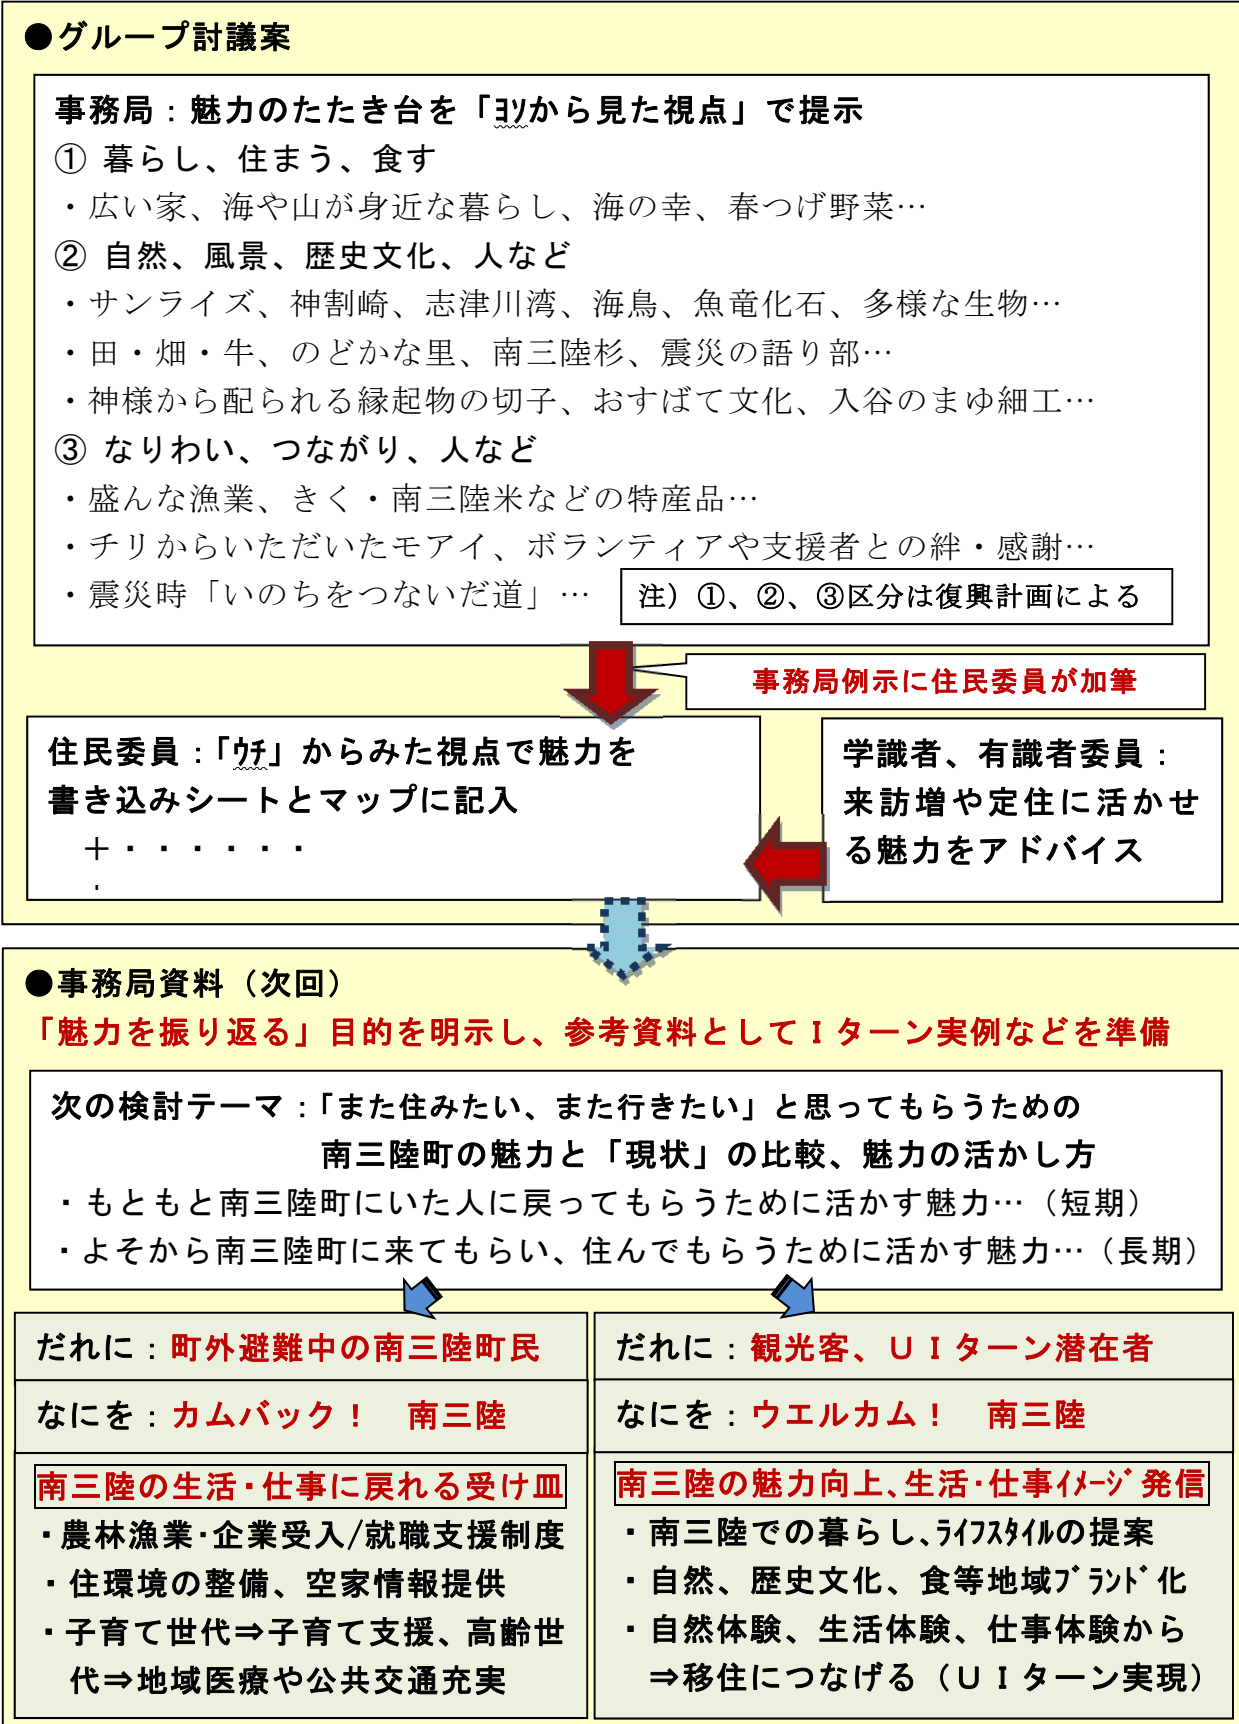 ●グループ討議案
事務局：魅力のたたき台を「ﾖｿから見た視点」で提示
① 暮らし、住まう、食す
・広い家、海や山が身近な暮らし、海の幸、春つげ野菜…
② 自然、風景、歴史文化、人など
・サンライズ、神割崎、志津川湾、海鳥、魚竜化石、多様な生物…
・田・畑・牛、のどかな里、南三陸杉、震災の語り部…
・神様から配られる縁起物の切子、おすばて文化、入谷のまゆ細工…
③ なりわい、つながり、人など
・盛んな漁業、きく・南三陸米などの特産品…
・チリからいただいたモアイ、ボランティアや支援者との絆・感謝…
・震災時「いのちをつないだ道」…
注）①、②、③区分は復興計画による
事務局例示に住民委員が加筆
住民委員：「ｳﾁ」からみた視点で魅力を
書き込みシートとマップに記入
＋・・・・・・
・
学識者、有識者委員：
来訪増や定住に活かせ
る魅力をアドバイス
●事務局資料（次回）
「魅力を振り返る」目的を明示し、参考資料としてＩターン実例などを準備
次の検討テーマ：「また住みたい、また行きたい」と思ってもらうための
南三陸町の魅力と「現状」の比較、魅力の活かし方
・もともと南三陸町にいた人に戻ってもらうために活かす魅力…（短期）
・よそから南三陸町に来てもらい、住んでもらうために活かす魅力…（長期）
だれに：町外避難中の南三陸町民
なにを：カムバック！　南三陸
南三陸の生活・仕事に戻れる受け皿
・農林漁業・企業受入/就職支援制度
・住環境の整備、空家情報提供
・子育て世代⇒子育て支援、高齢世
代⇒地域医療や公共交通充実
だれに：観光客、ＵＩターン潜在者
なにを：ウエルカム！　南三陸
南三陸の魅力向上、生活・仕事ｲﾒｰｼﾞ発信
・南三陸での暮らし、ﾗｲﾌｽﾀｲﾙの提案
・自然、歴史文化、食等地域ﾌﾞﾗﾝﾄﾞ化
・自然体験、生活体験、仕事体験から
⇒移住につなげる（ＵＩターン実現）